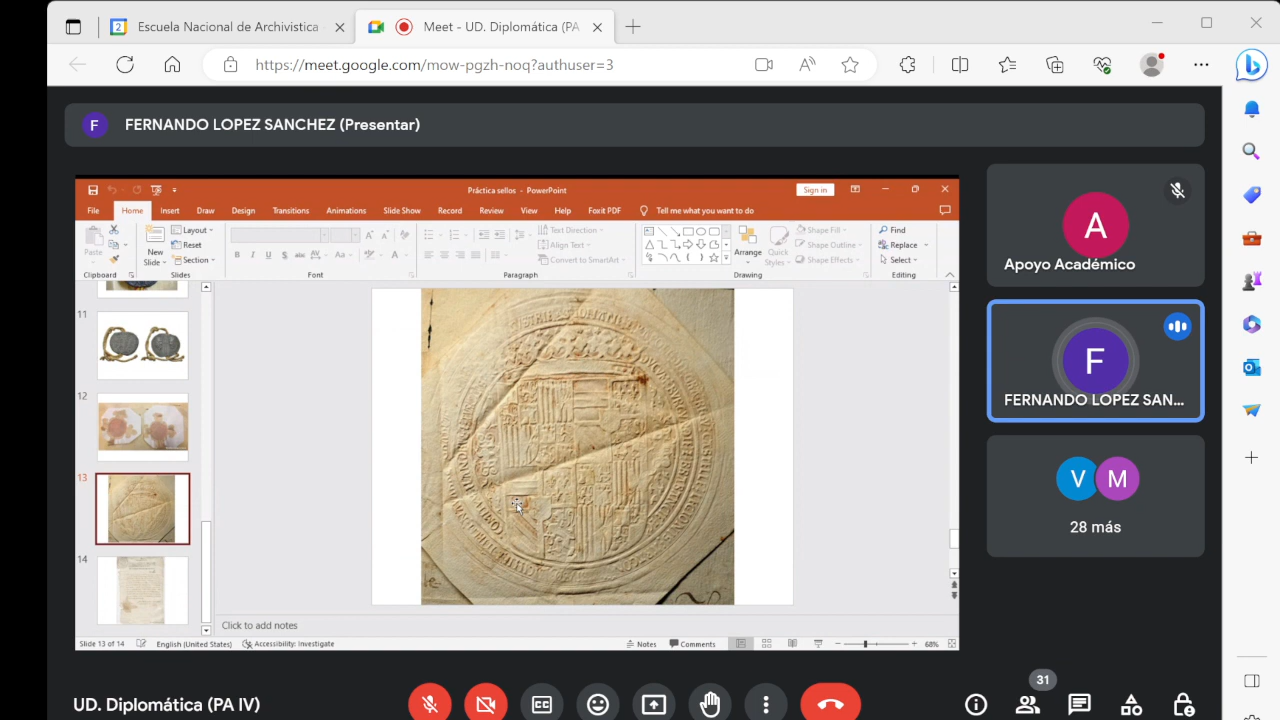 Escuela Nacional de Archivistica
Meet - UD. Diplomática (PA
https://meet.google.com/mow-pgzh-noq?authuser=3
F FERNANDO LOPEZ SANCHEZ (Presentar)
Práctica sellos - PowerPoint
Sign in
File Home Insert Draw Design Transitions Animations Slide Show Record Review View Help Foxit PDF Tell me what you want to do
Paste
New
Slide
Layout
Reset
Section
Text Direction
Align Text
Convert to SmartArt
Arrange
Quick
Styles
Shape Fill
Shape Outline
Shape Effects
Find
Replace
Select
Clipboard Slides Font Paragraph Drawing Editing
11
12
13
14
Click to add notes
Slide 13 of 14 English (United States) Accessibility: Investigate Notes Comments 68%
A
Apoyo Académico
F
FERNANDO LOPEZ SAN...
V M
28 más
UD. Diplomática (PA IV)
31